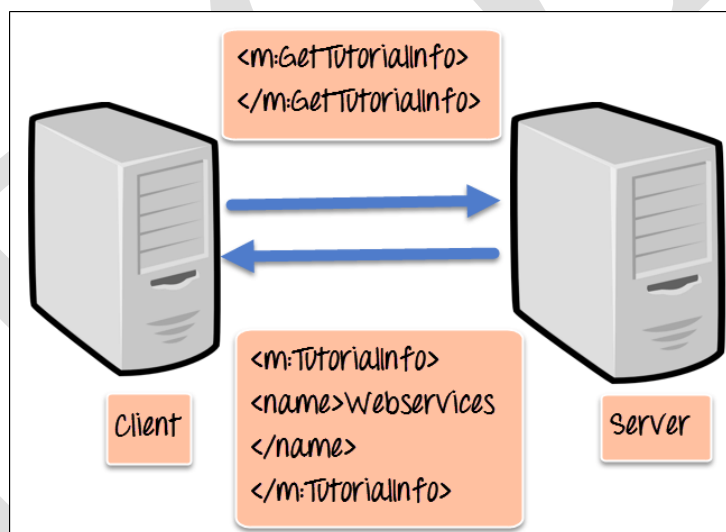 <m:GetTutorialInfo>
</m:GetTutorialInfo>
Client
<m:TutorialInfo>
<name>Webservices
</name>
</m:TutorialInfo>
Server